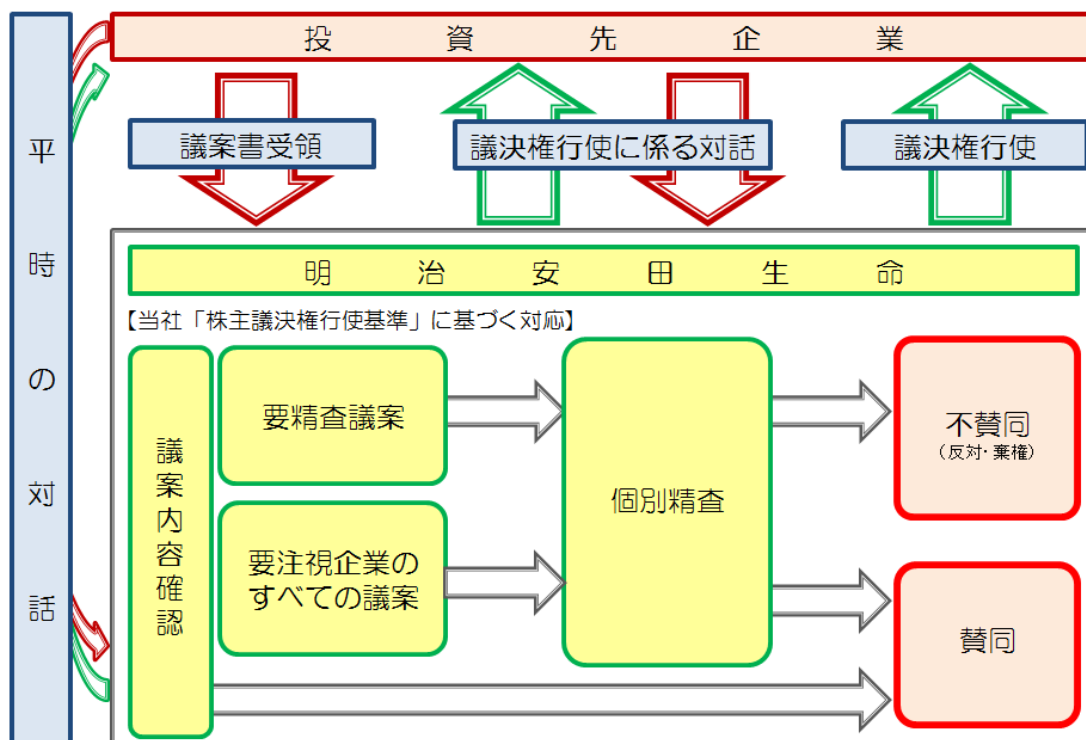 投資先企業
平時の対話
議案書受領
議決権行使に係る対話
議決権行使
明治安田生命
【当社「株主議決権行使基準」に基づく対応】
議案内容確認
要精査議案
要注視企業の
すべての議案
個別精査
不賛同
（反対・棄権）
賛同